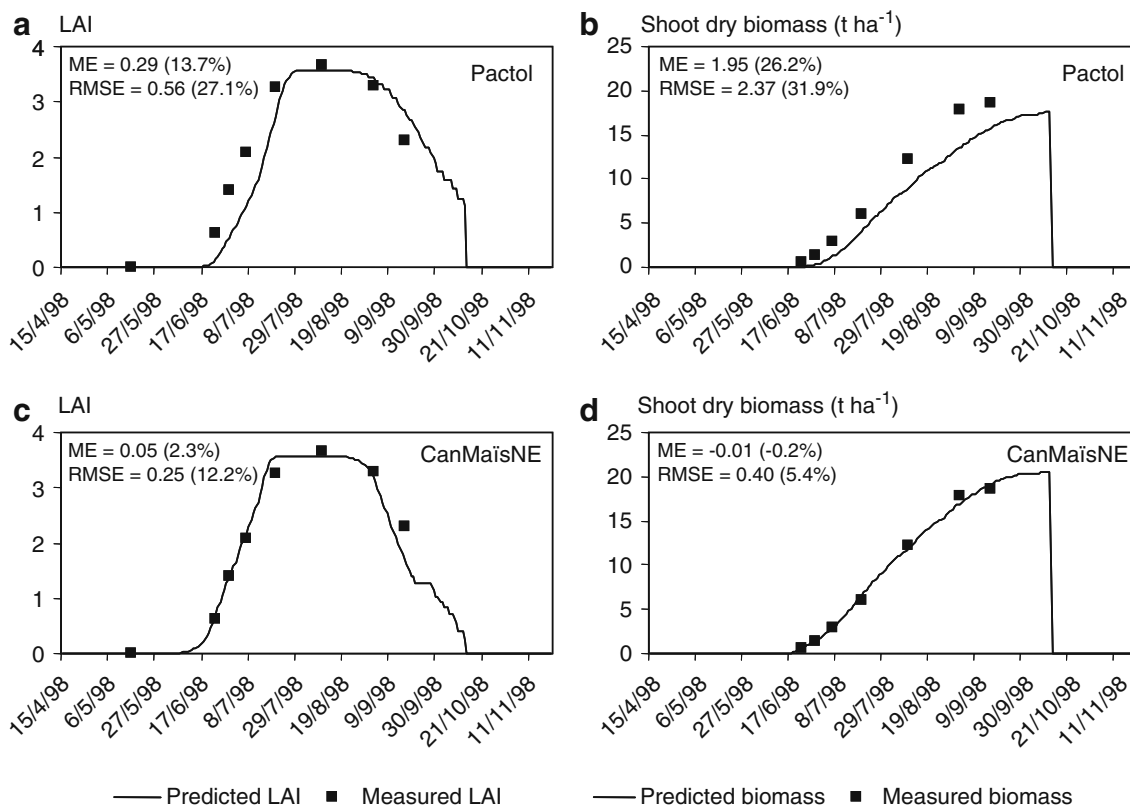 a LAI
4
3
2
1
0
ME = 0.29 (13.7%)
RMSE = 0.56 (27.1%)
Pactol
15/4/98 6/5/98 27/5/98 17/6/98 8/7/98 29/7/98 19/8/98 9/9/98 30/9/98 21/10/98 11/11/98
b Shoot dry biomass (t ha⁻¹)
25
20
15
10
5
0
ME = 1.95 (26.2%)
RMSE = 2.37 (31.9%)
Pactol
15/4/98 6/5/98 27/5/98 17/6/98 8/7/98 29/7/98 19/8/98 9/9/98 30/9/98 21/10/98 11/11/98
c LAI
4
3
2
1
0
ME = 0.05 (2.3%)
RMSE = 0.25 (12.2%)
CanMaïsNE
15/4/98 6/5/98 27/5/98 17/6/98 8/7/98 29/7/98 19/8/98 9/9/98 30/9/98 21/10/98 11/11/98
d Shoot dry biomass (t ha⁻¹)
25
20
15
10
5
0
ME = -0.01 (-0.2%)
RMSE = 0.40 (5.4%)
CanMaïsNE
15/4/98 6/5/98 27/5/98 17/6/98 8/7/98 29/7/98 19/8/98 9/9/98 30/9/98 21/10/98 11/11/98
Predicted LAI Measured LAI Predicted biomass Measured biomass